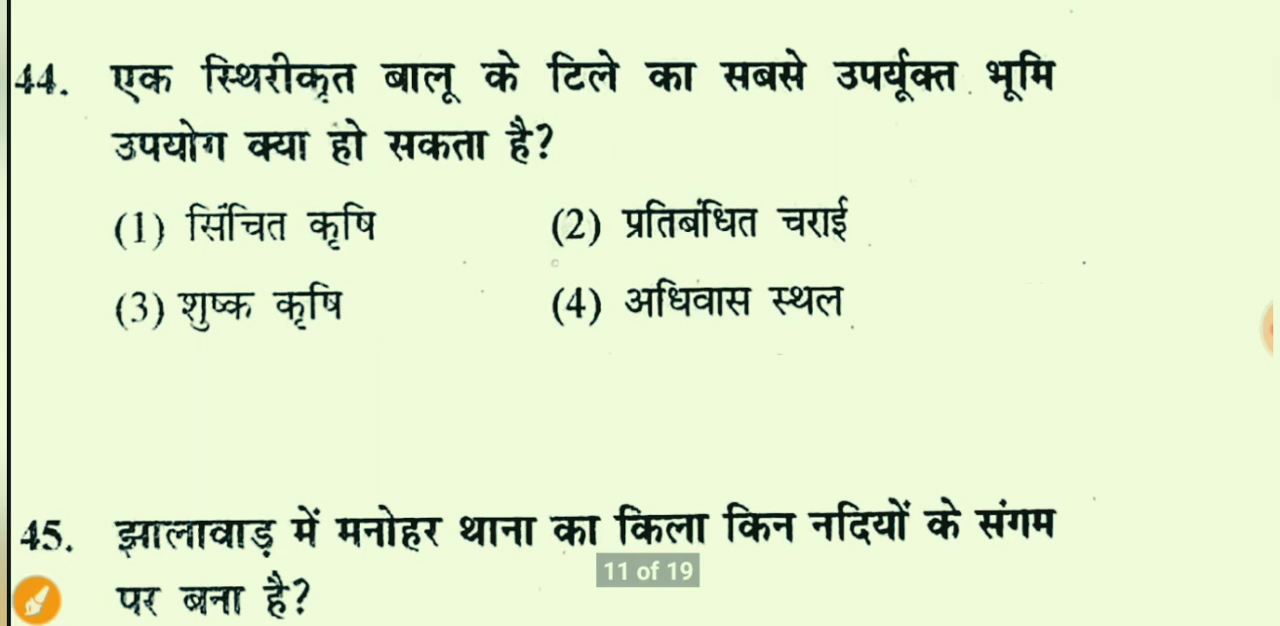 44. एक स्थिरीकृत बालू के टिले का सबसे उपर्यूक्त भूमि
उपयोग क्या हो सकता है?
(1) सिंचित कृषि (2) प्रतिबंधित चराई
(3) शुष्क कृषि (4) अधिवास स्थल
45. झालावाड़ में मनोहर थाना का किला किन नदियों के संगम
11 of 19
पर बना है?